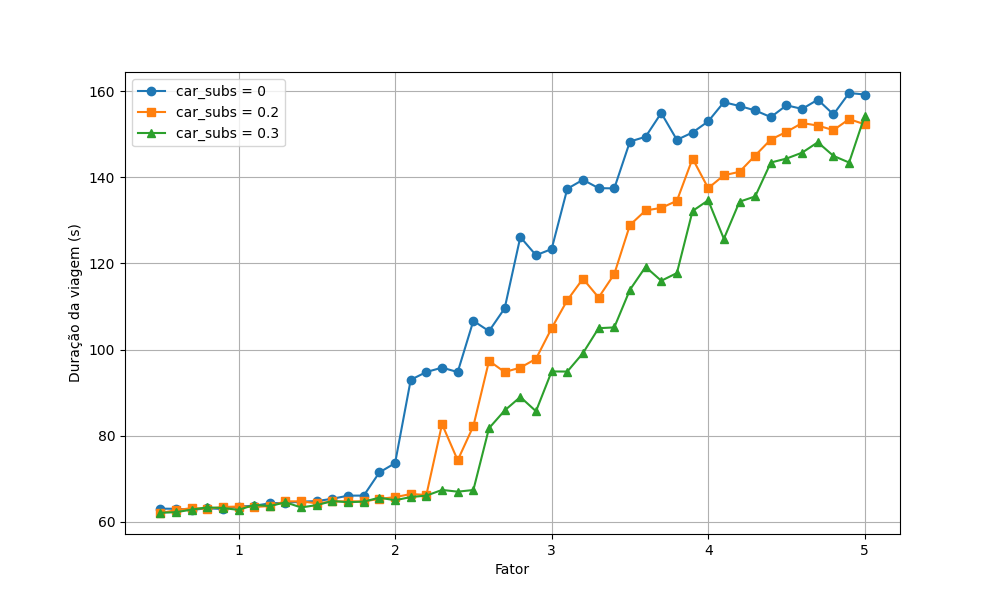 car_subs = 0
car_subs = 0.2
car_subs = 0.3
160
140
120
100
80
60
Duração da viagem (s)
1 2 3 4 5
Fator